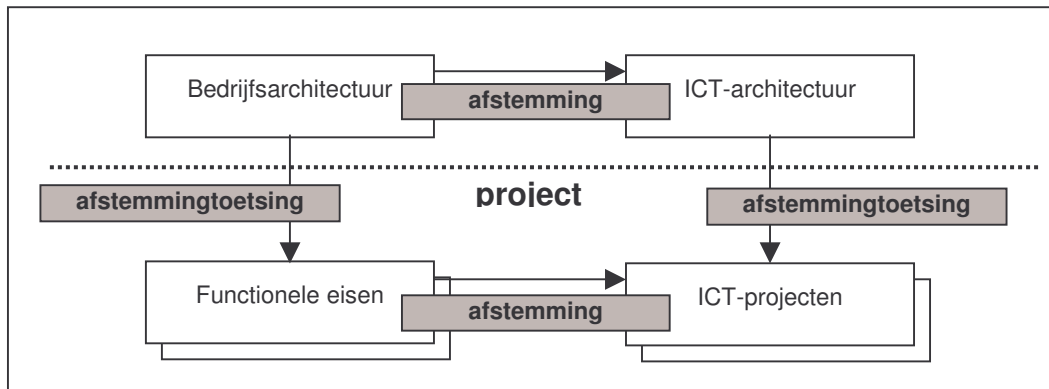 Bedrijfsarchitectuur
afstemming
ICT-architectuur
project
afstemmingtoetsing
afstemmingtoetsing
Functionele eisen
afstemming
ICT-projecten